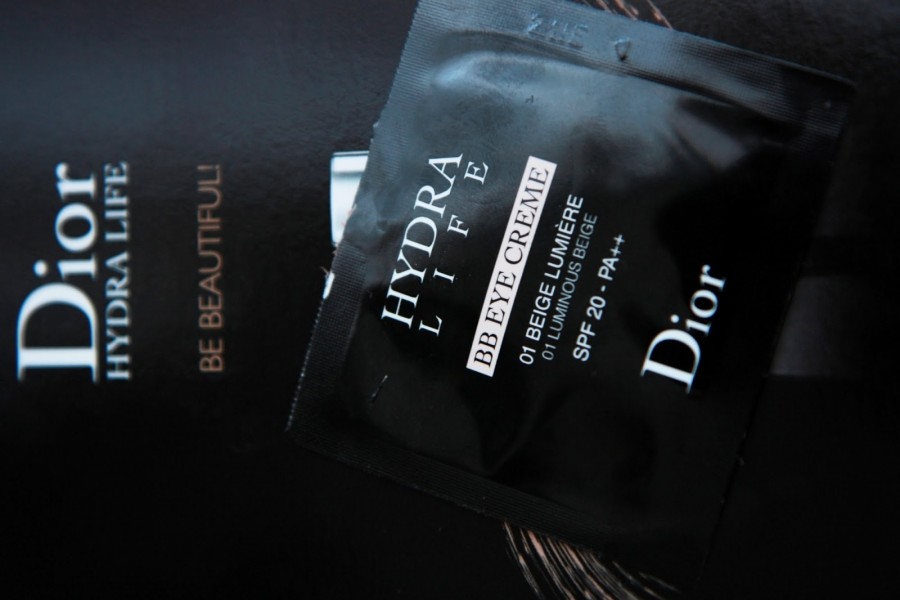 Dior
HYDRA LIFE
BE BEAUTIFUL!
HYDRA
LIFE
BB EYE CREME
01 BEIGE LUMIÈRE
01 LUMINOUS BEIGE
SPF 20 - PA++
Dior